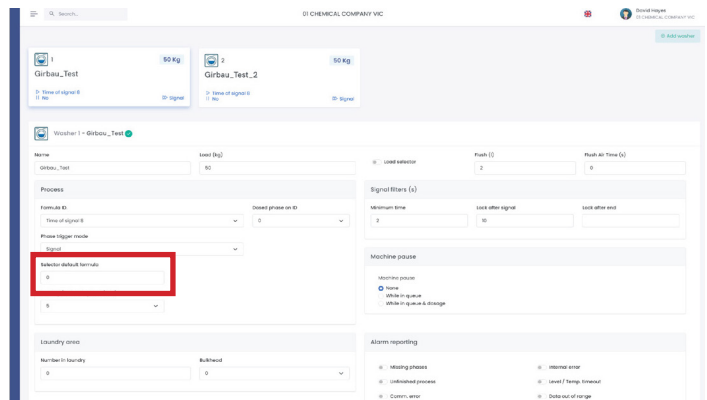 Search...
01 CHEMICAL COMPANY VIC
David Hayes
01 CHEMICAL COMPANY VIC
Add washer
1
50 Kg
Girbau_Test
Time of signal 8
No
Signal
2
50 Kg
Girbau_Test_2
Time of signal 5
No
Signal
Washer 1 - Girbau_Test
Name
Load (kg)
Load selector
Flush (l)
Flush Air Time (s)
Girbau_Test
50
2
0
Process
Signal filters (s)
Formula ID
Dosed phase on ID
Minimum time
Lock after signal
Lock after end
Time of signal 8
0
2
10
Phase trigger mode
Signal
Machine pause
Selector default formula
0
Machine pause
None
While in queue
While in queue & dosage
5
Laundry area
Alarm reporting
Number in laundry
Bulkhead
0
0
Missing phases
Internal error
Unfinished process
Level / Temp. timeout
Comm. error
Data out of range